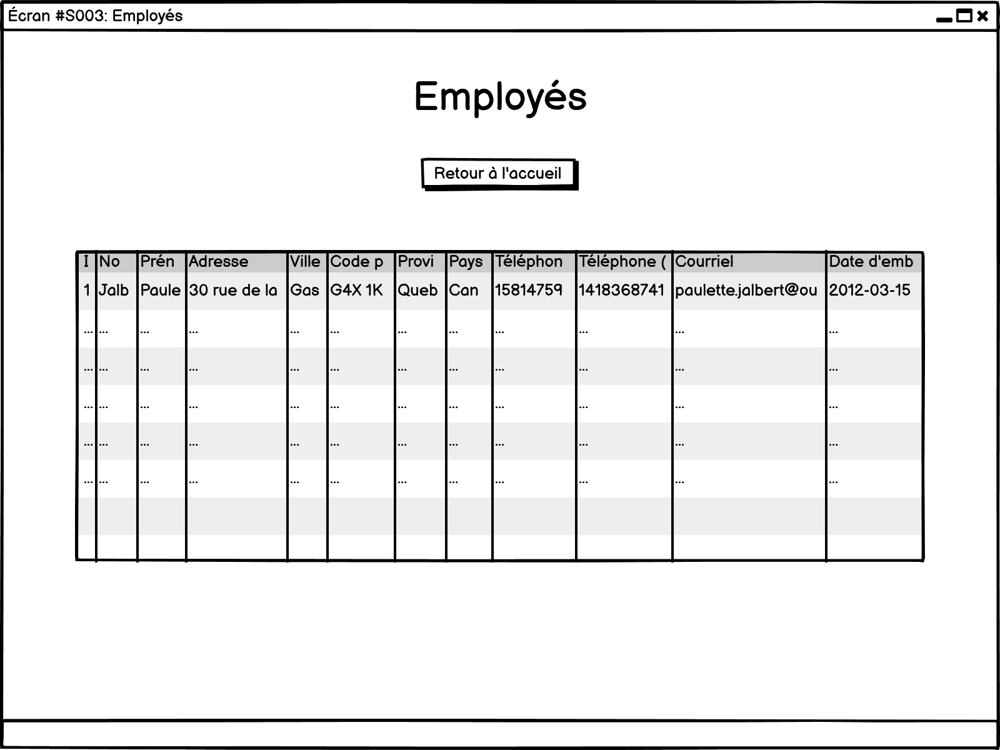 Écran #S003: Employés
Employés
Retour à l'accueil
I No Prén Adresse Ville Code p Provi Pays Téléphon Téléphone ( Courriel Date d'emb
1 Jalb Paule 30 rue de la Gas G4X 1K Queb Can 15814759 1418368741 paulette.jalbert@ou 2012-03-15
... ... ... ... ... ... ... ... ... ... ... ...
... ... ... ... ... ... ... ... ... ... ... ...
... ... ... ... ... ... ... ... ... ... ... ...
... ... ... ... ... ... ... ... ... ... ... ...
... ... ... ... ... ... ... ... ... ... ... ...